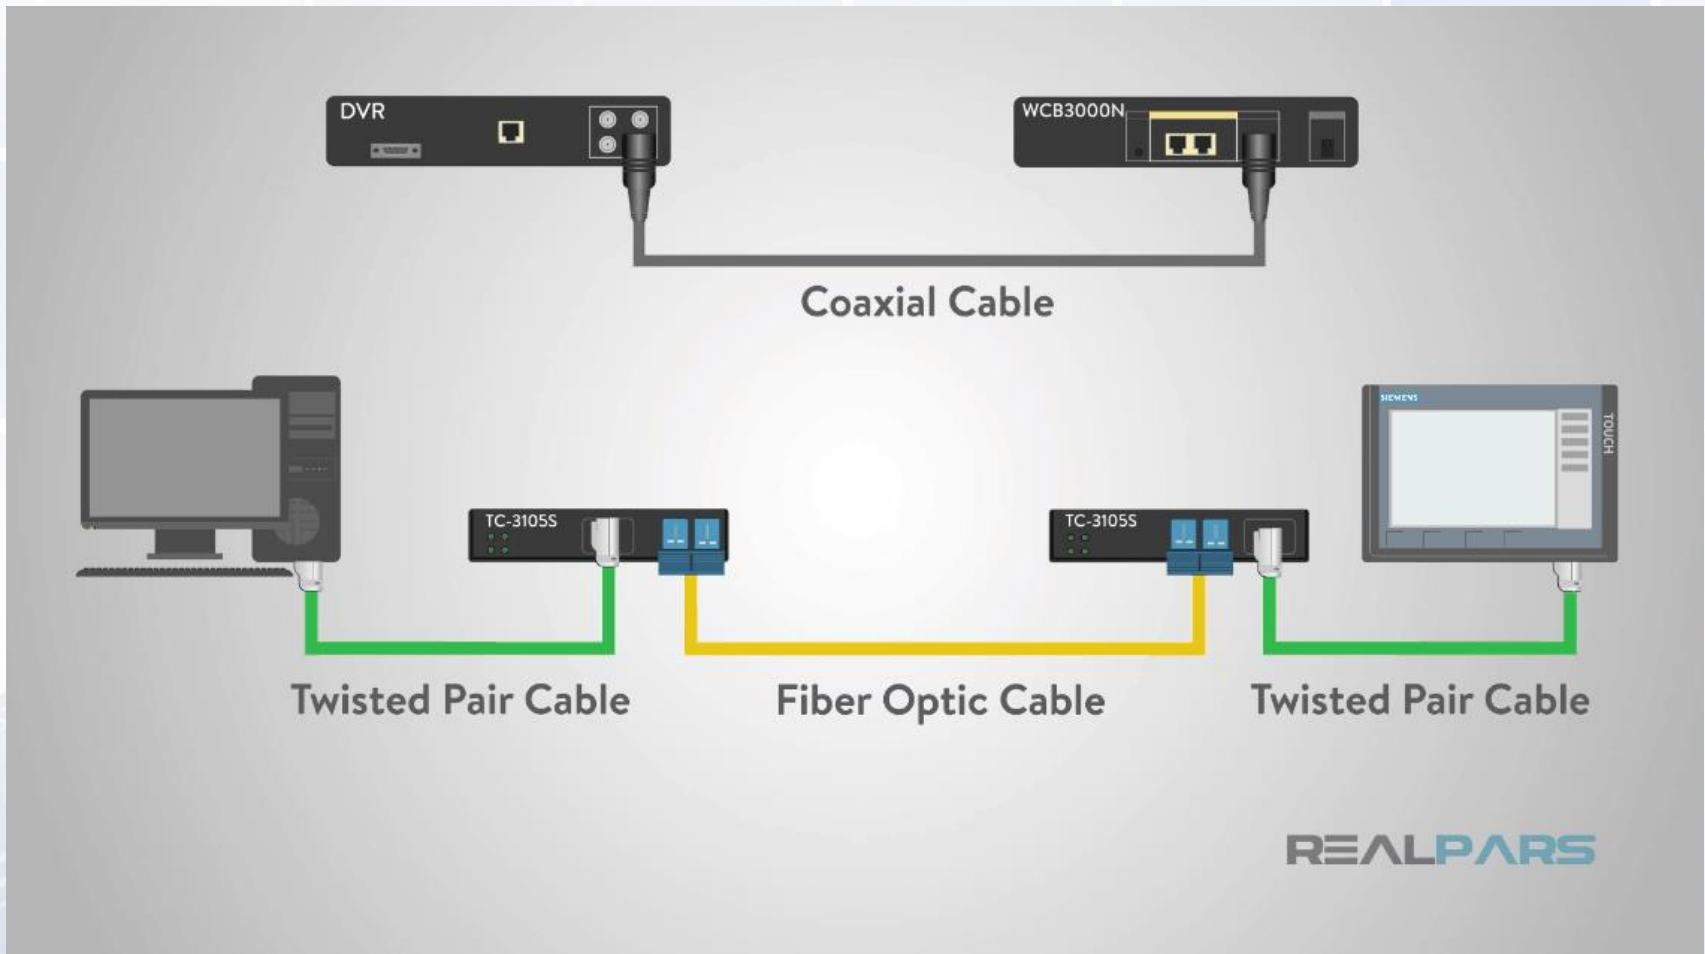 DVR
WCB3000N
Coaxial Cable
SIEMENS
TOUCH
TC-3105S
TC-3105S
Twisted Pair Cable
Fiber Optic Cable
Twisted Pair Cable
REALPARS